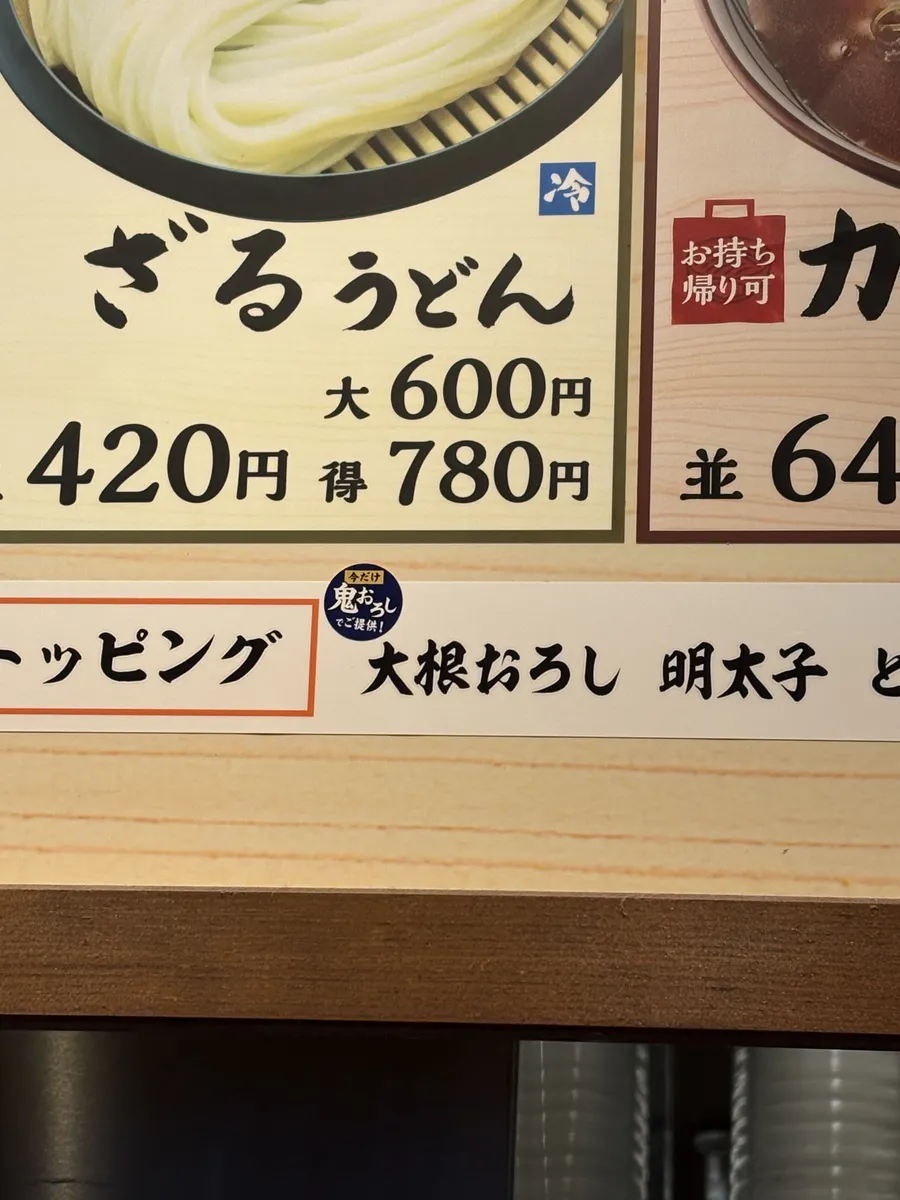 冷
ざるうどん
大 600円
420円 得 780円
お持ち
帰り可
カ
並 64
トッピング
今だけ
鬼おろし
でご提供!
大根おろし 明太子 と